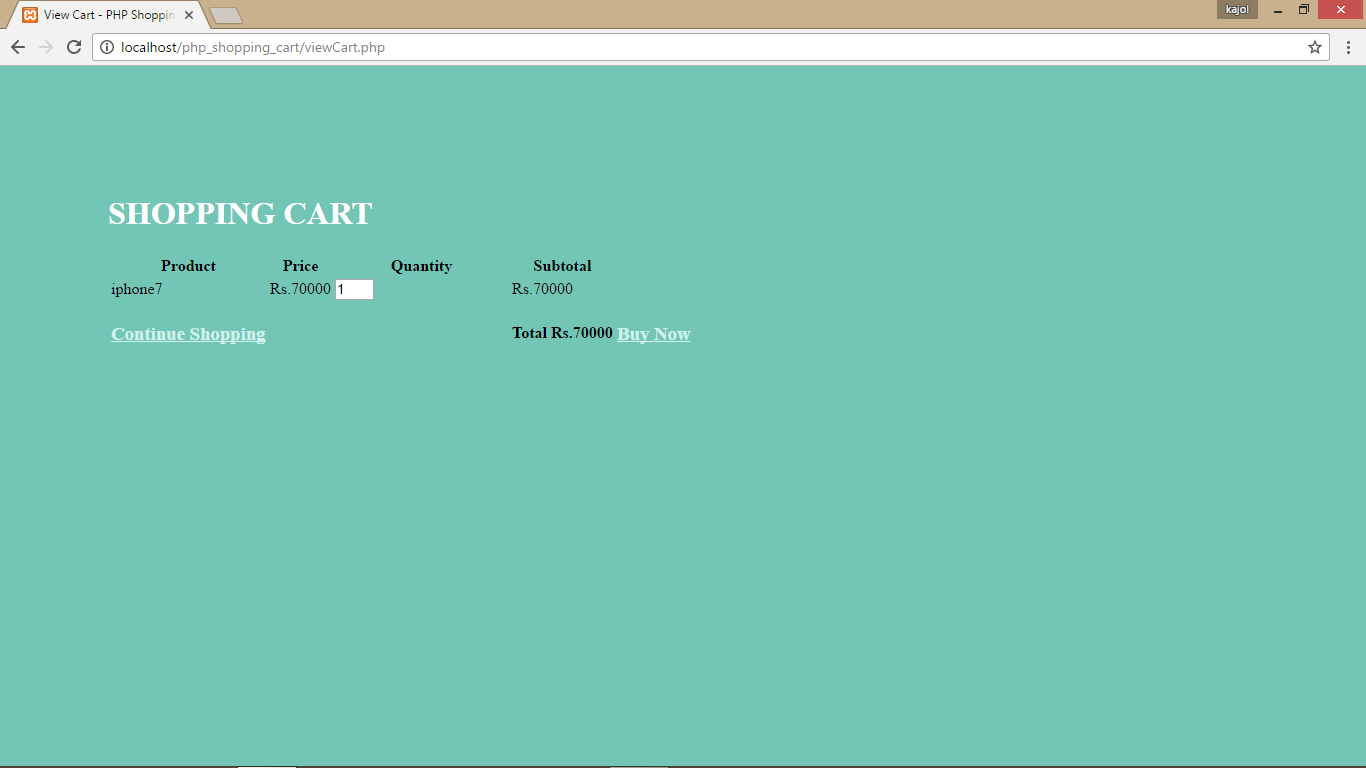 View Cart - PHP Shoppin
kajol
localhost/php_shopping_cart/viewCart.php
SHOPPING CART
Product Price Quantity Subtotal
iphone7 Rs.70000 1 Rs.70000
Continue Shopping Total Rs.70000 Buy Now